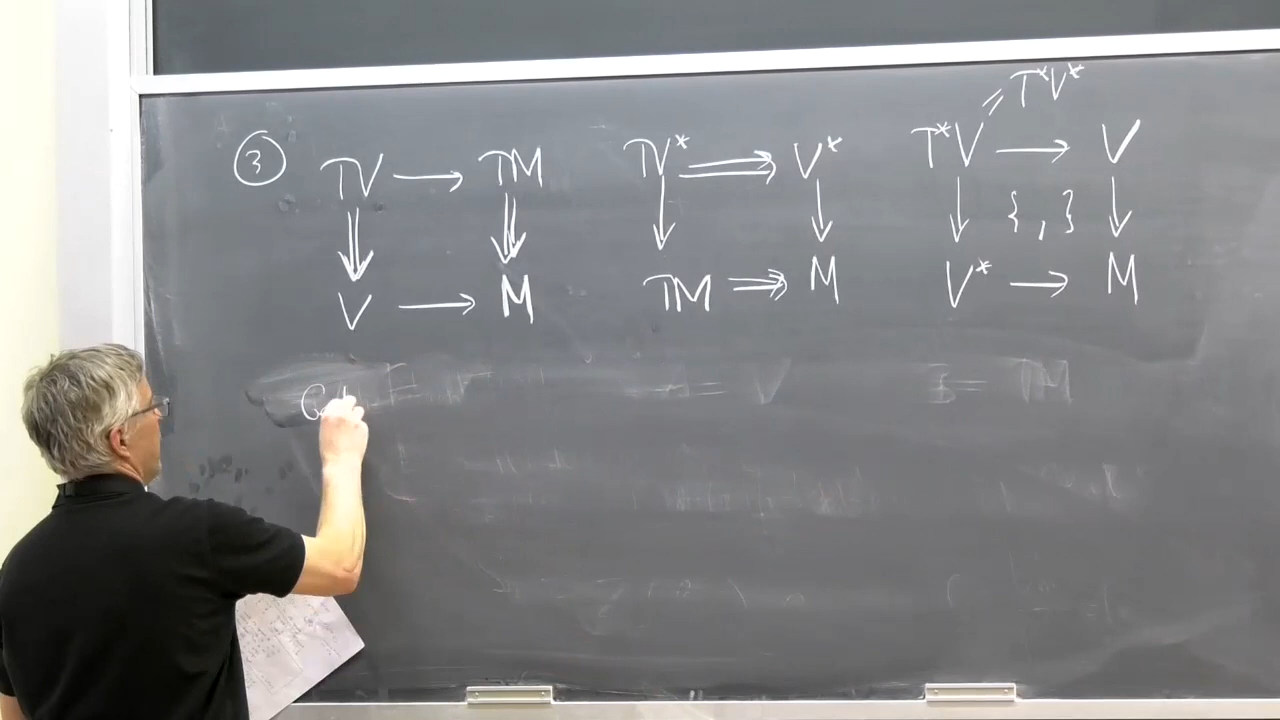 = T*V*
③ TV → TM TV* ⇒ V* T*V → V
↓ ↓ ↓ ↓ ↓ { , } ↓
V → M TM ⇒ M V* → M